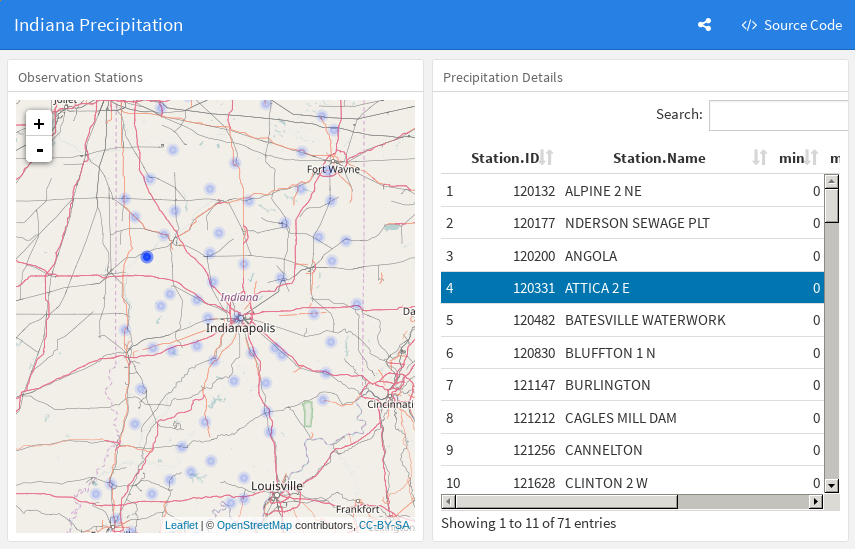 Indiana Precipitation
Source Code
Observation Stations
+
-
Joliet
Fort Wayne
Indiana
Indianapolis
Da
Cincinnati
Louisville
Frankfort
Leaflet | © OpenStreetMap contributors, CC-BY-SA
Precipitation Details
Search:
Station.ID Station.Name min m
1 120132 ALPINE 2 NE 0
2 120177 NDERSON SEWAGE PLT 0
3 120200 ANGOLA 0
4 120331 ATTICA 2 E 0
5 120482 BATESVILLE WATERWORK 0
6 120830 BLUFFTON 1 N 0
7 121147 BURLINGTON 0
8 121212 CAGLES MILL DAM 0
9 121256 CANNELTON 0
10 121628 CLINTON 2 W 0
Showing 1 to 11 of 71 entries